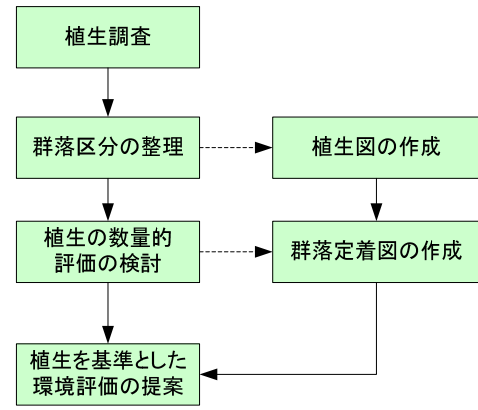 植生調査
群落区分の整理
植生図の作成
植生の数量的
評価の検討
群落定着図の作成
植生を基準とした
環境評価の提案